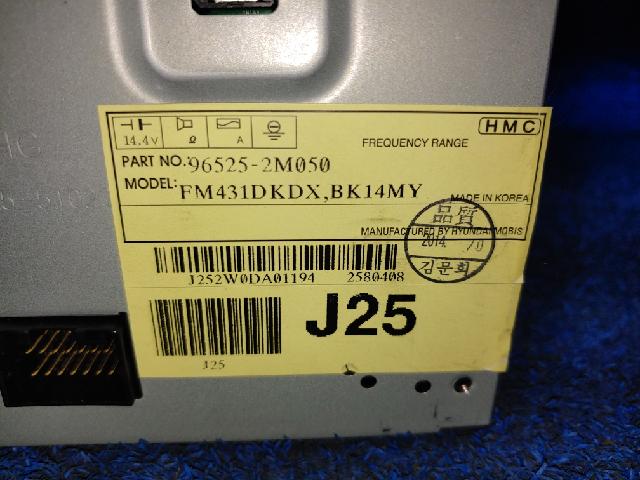 HMC
14.4V Ω A
FREQUENCY RANGE
PART NO. 96525-2M050
MODEL: FM431DKDX,BK14MY
MADE IN KOREA
品質
MANUFACTURED BY HYUNDAI MOBIS
2014
김문회
J252W0DA01194 2580408
J25
J25